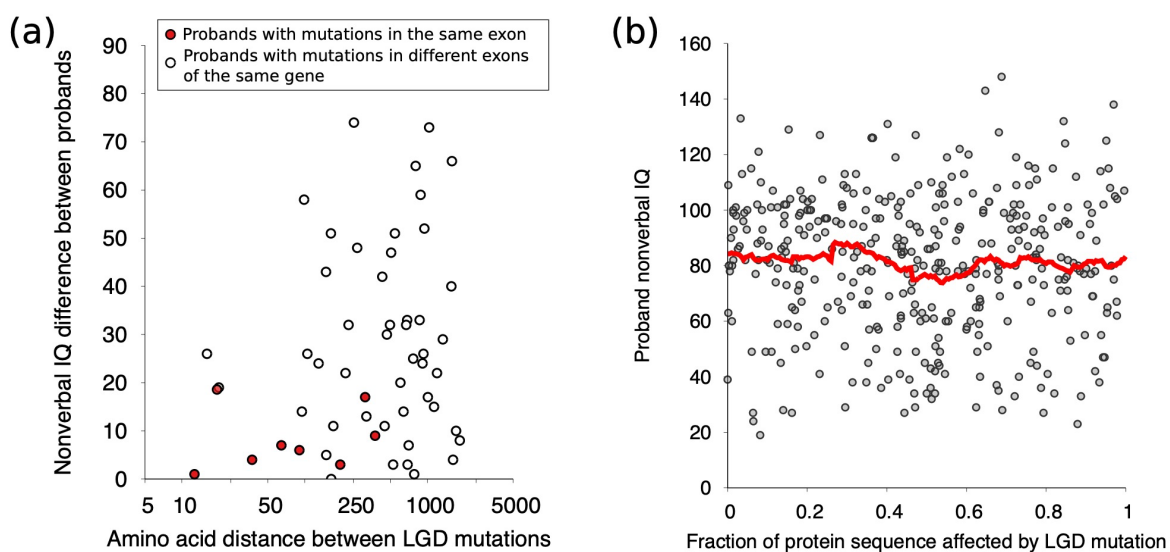 (a)
Probands with mutations in the same exon
Probands with mutations in different exons
of the same gene
Nonverbal IQ difference between probands
90
80
70
60
50
40
30
20
10
0
5 10 50 250 1000 5000
Amino acid distance between LGD mutations
(b)
Proband nonverbal IQ
160
140
120
100
80
60
40
20
0
0 0.2 0.4 0.6 0.8 1
Fraction of protein sequence affected by LGD mutation